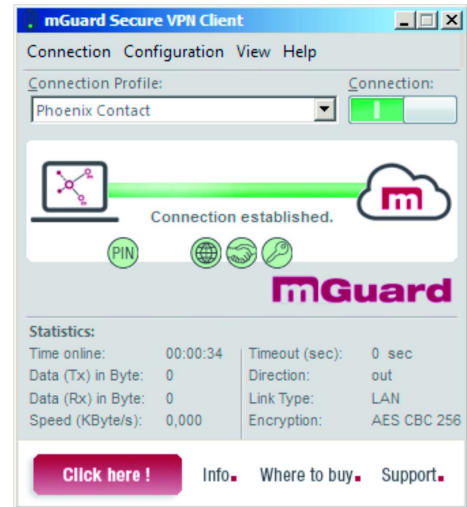 mGuard Secure VPN Client
Connection Configuration View Help
Connection Profile: Connection:
Phoenix Contact
m
Connection established.
PIN
mGuard
Statistics:
Time online: 00:00:34 Timeout (sec): 0 sec
Data (Tx) in Byte: 0 Direction: out
Data (Rx) in Byte: 0 Link Type: LAN
Speed (KByte/s): 0,000 Encryption: AES CBC 256
Click here ! Info Where to buy Support